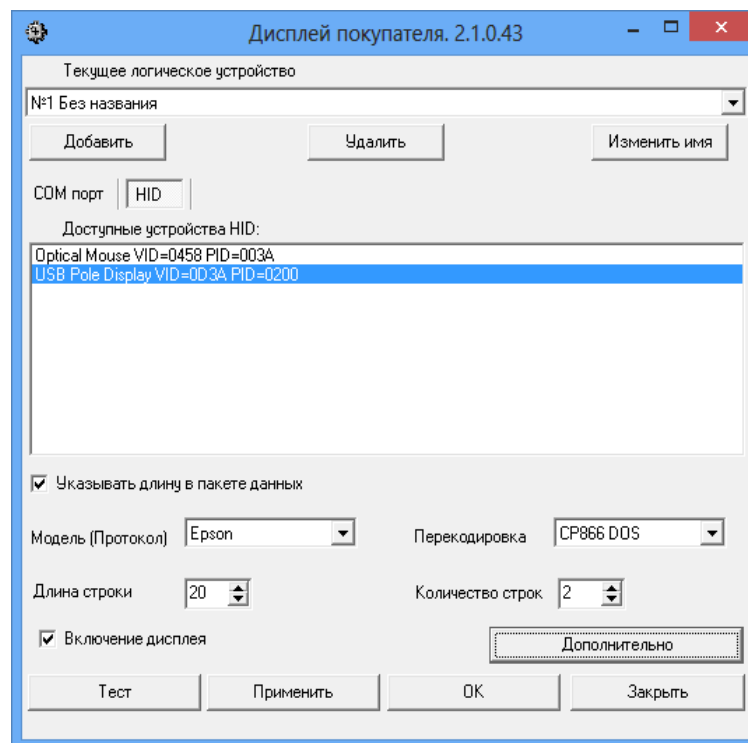 Дисплей покупателя. 2.1.0.43
Текущее логическое устройство
№1 Без названия
Добавить Удалить Изменить имя
COM порт HID
Доступные устройства HID:
Optical Mouse VID=0458 PID=003A
USB Pole Display VID=0D3A PID=0200
Указывать длину в пакете данных
Модель (Протокол) Epson Перекодировка CP866 DOS
Длина строки 20 Количество строк 2
Включение дисплея Дополнительно
Тест Применить OK Закрыть